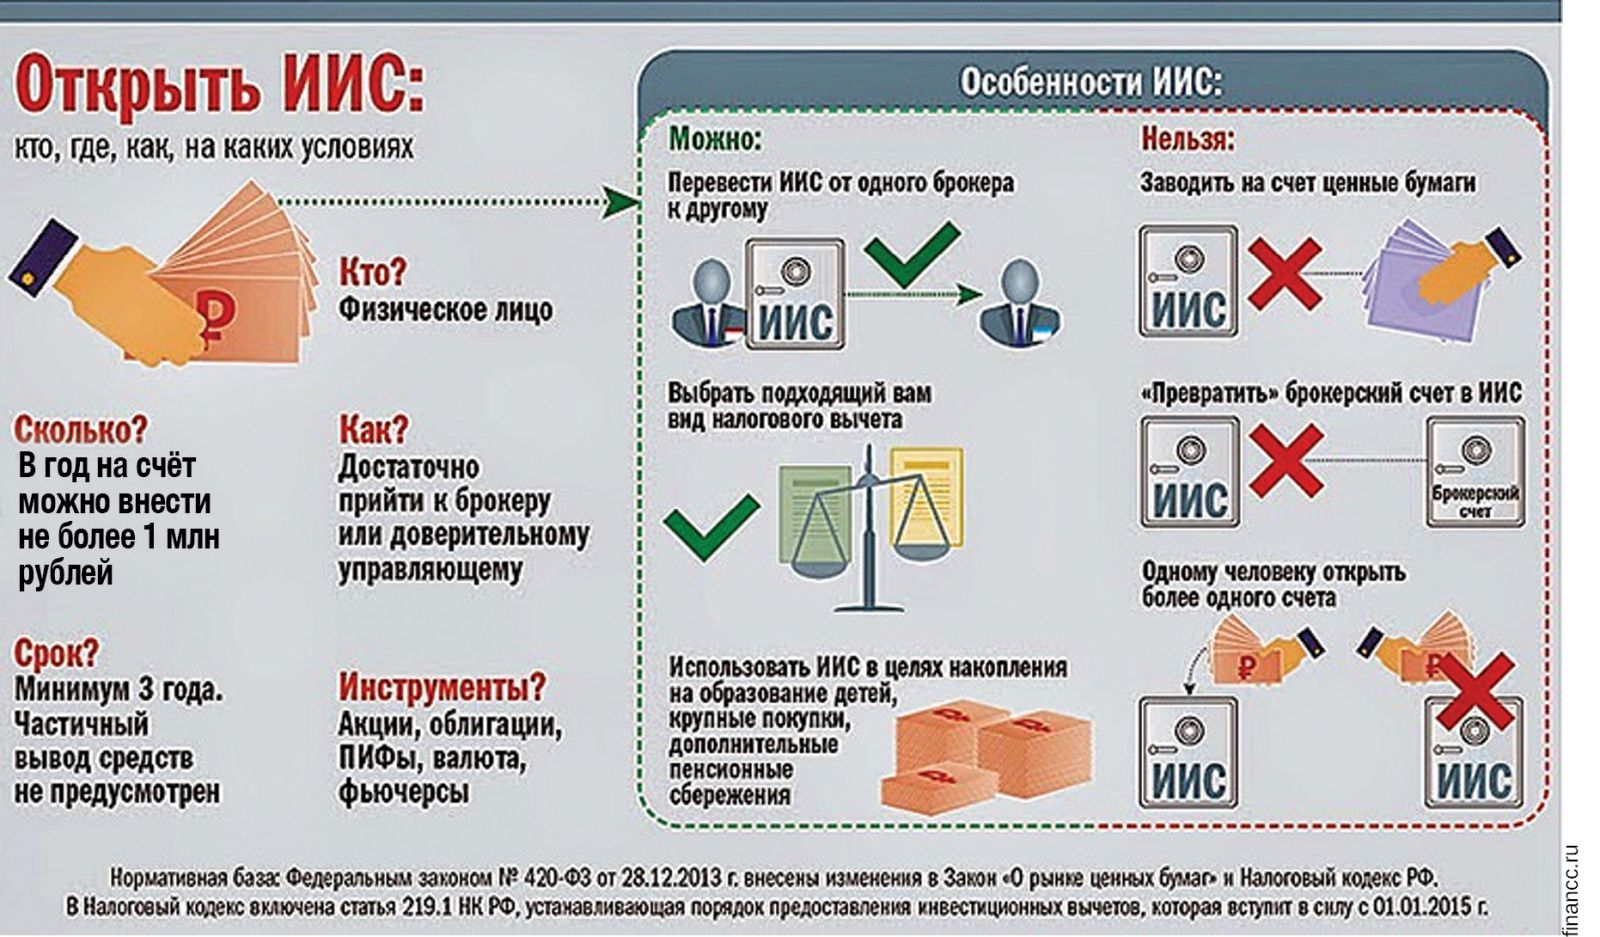 Открыть ИИС:
кто, где, как, на каких условиях
₽
Кто?
Физическое лицо
Сколько?
В год на счёт
можно внести
не более 1 млн
рублей
Как?
Достаточно
прийти к брокеру
или доверительному
управляющему
Срок?
Минимум 3 года.
Частичный
вывод средств
не предусмотрен
Инструменты?
Акции, облигации,
ПИФы, валюта,
фьючерсы
Особенности ИИС:
Можно:
Перевести ИИС от одного брокера
к другому
ИИС
Выбрать подходящий вам
вид налогового вычета
Использовать ИИС в целях накопления
на образование детей,
крупные покупки,
дополнительные
пенсионные
сбережения
Нельзя:
Заводить на счет ценные бумаги
ИИС
«Превратить» брокерский счет в ИИС
ИИС
Брокерский
счет
Одному человеку открыть
более одного счета
₽
₽
ИИС
ИИС
Нормативная база: Федеральным законом № 420-ФЗ от 28.12.2013 г. внесены изменения в Закон «О рынке ценных бумаг» и Налоговый кодекс РФ.
В Налоговый кодекс включена статья 219.1 НК РФ, устанавливающая порядок предоставления инвестиционных вычетов, которая вступит в силу с 01.01.2015 г.
financc.ru